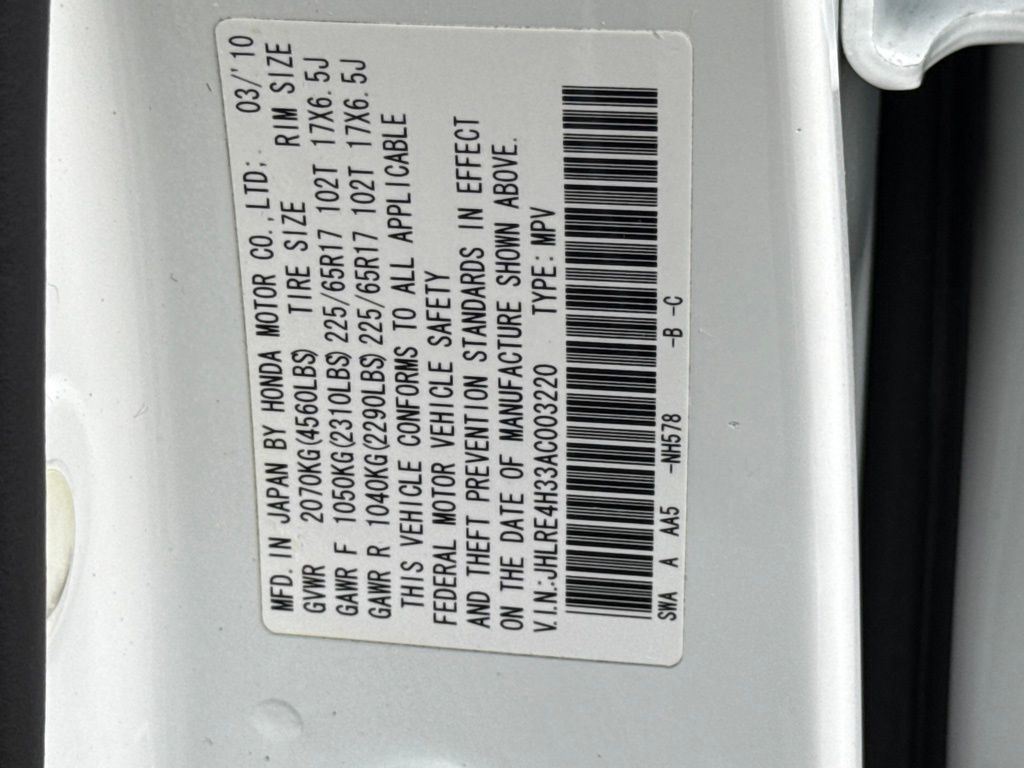 MFD. IN JAPAN BY HONDA MOTOR CO., LTD. 03/'10
GVWR 2070KG(4560LBS) TIRE SIZE RIM SIZE
GAWR F 1050KG(2310LBS) 225/65R17 102T 17X6.5J
GAWR R 1040KG(2290LBS) 225/65R17 102T 17X6.5J
THIS VEHICLE CONFORMS TO ALL APPLICABLE
FEDERAL MOTOR VEHICLE SAFETY
AND THEFT PREVENTION STANDARDS IN EFFECT
ON THE DATE OF MANUFACTURE SHOWN ABOVE.
V.I.N.:JHLRE4H33AC003220 TYPE:MPV
SWA A AA5 -NH578 -B -C